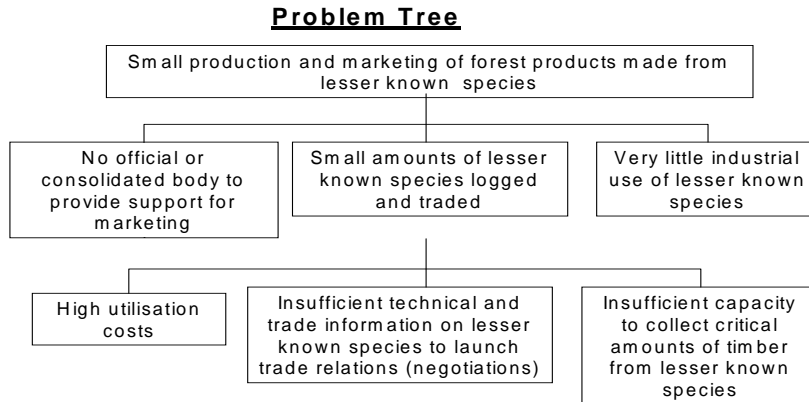 Problem Tree
Small production and marketing of forest products made from
lesser known species
No official or
consolidated body to
provide support for
marketing
Small amounts of lesser
known species logged
and traded
Very little industrial
use of lesser known
species
High utilisation
costs
Insufficient technical and
trade information on lesser
known species to launch
trade relations (negotiations)
Insufficient capacity
to collect critical
amounts of timber
from lesser known
species